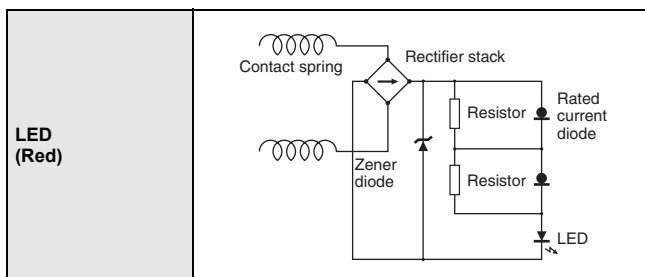 LED
(Red)
Contact spring
Rectifier stack
Resistor
Rated
current
diode
Zener
diode
Resistor
LED